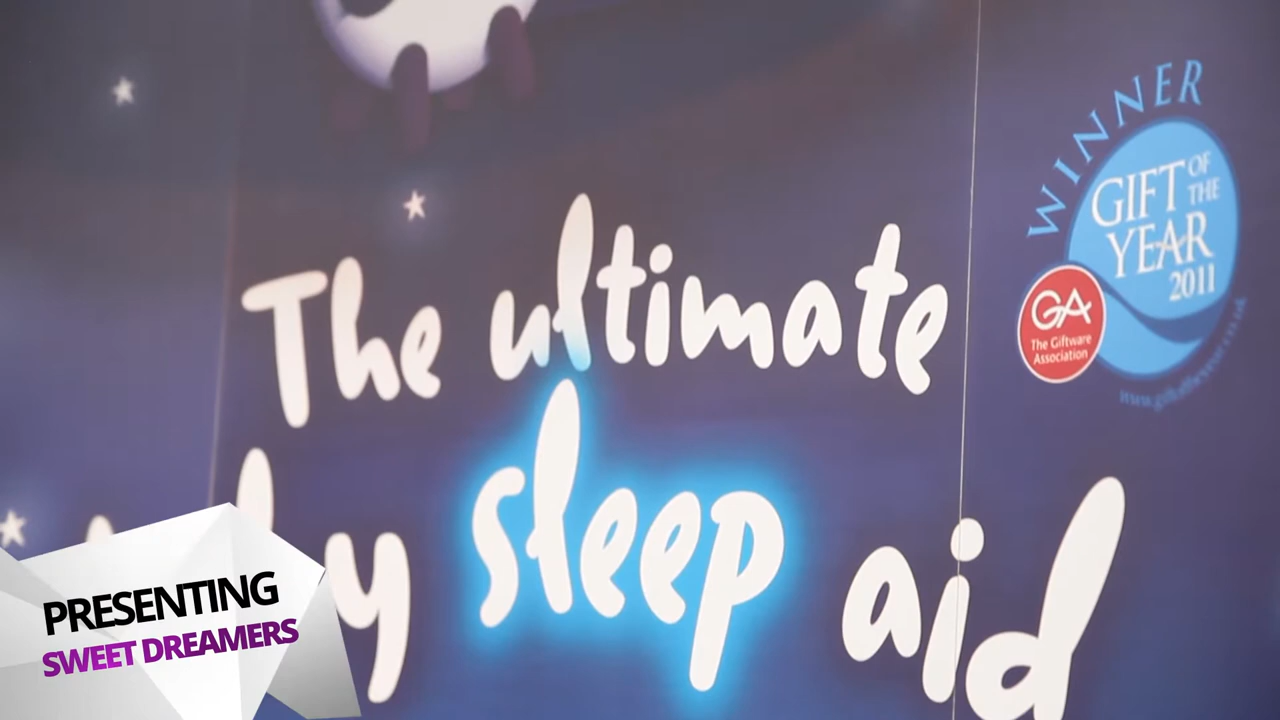 WINNER
GIFT OF THE
YEAR
2011
GA
The Giftware
Association
The ultimate
sleep aid
PRESENTING
SWEET DREAMERS